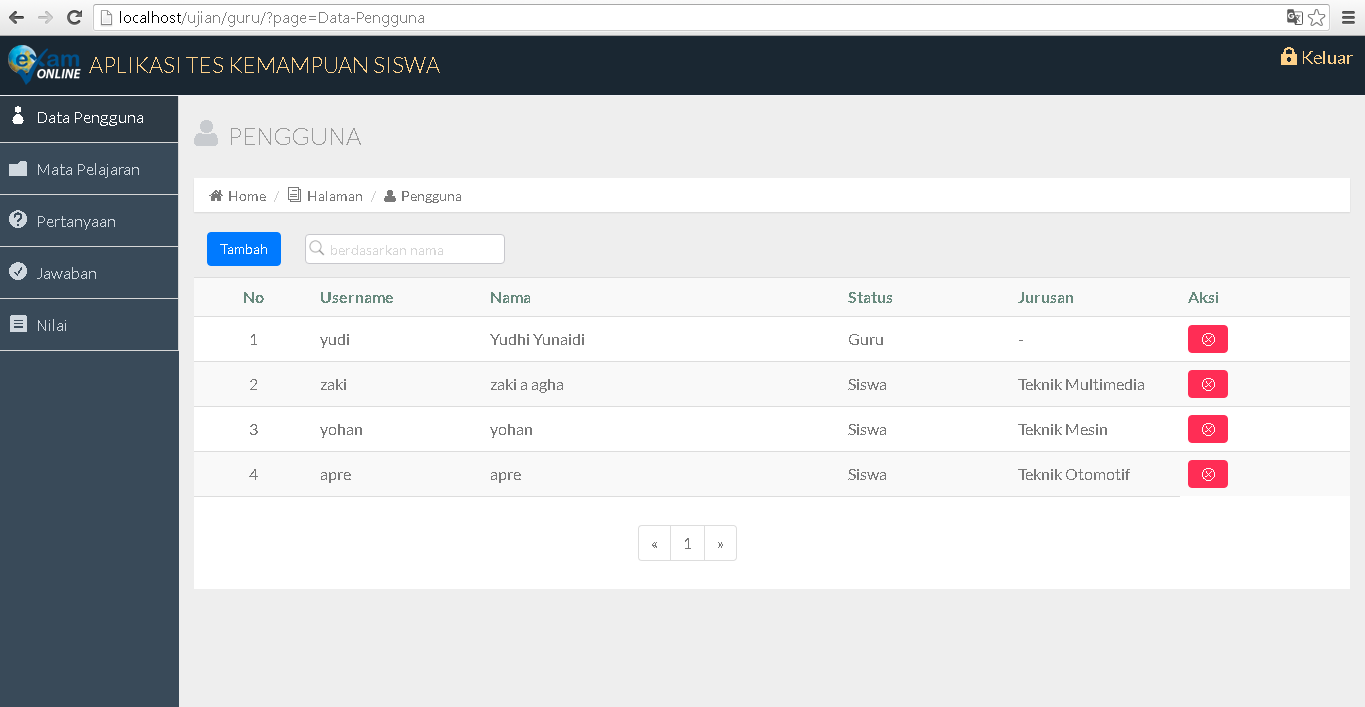 localhost/ujian/guru/?page=Data-Pengguna
eXam ONLINE APLIKASI TES KEMAMPUAN SISWA Keluar
Data Pengguna
Mata Pelajaran
Pertanyaan
Jawaban
Nilai
PENGGUNA
Home / Halaman / Pengguna
Tambah berdasarkan nama
No Username Nama Status Jurusan Aksi
1 yudi Yudhi Yunaidi Guru -
2 zaki zaki a agha Siswa Teknik Multimedia
3 yohan yohan Siswa Teknik Mesin
4 apre apre Siswa Teknik Otomotif
« 1 »